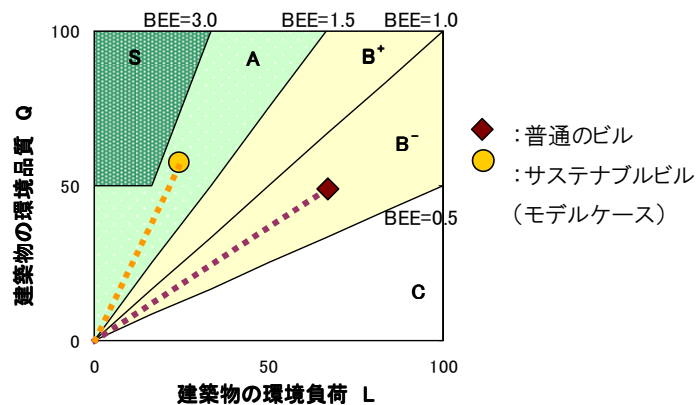 BEE=3.0 BEE=1.5 BEE=1.0
100
S A B⁺
建築物の環境品質 Q
B⁻
◆ :普通のビル
50
:サステナブルビル
BEE=0.5 (モデルケース)
C
0
0 50 100
建築物の環境負荷 L